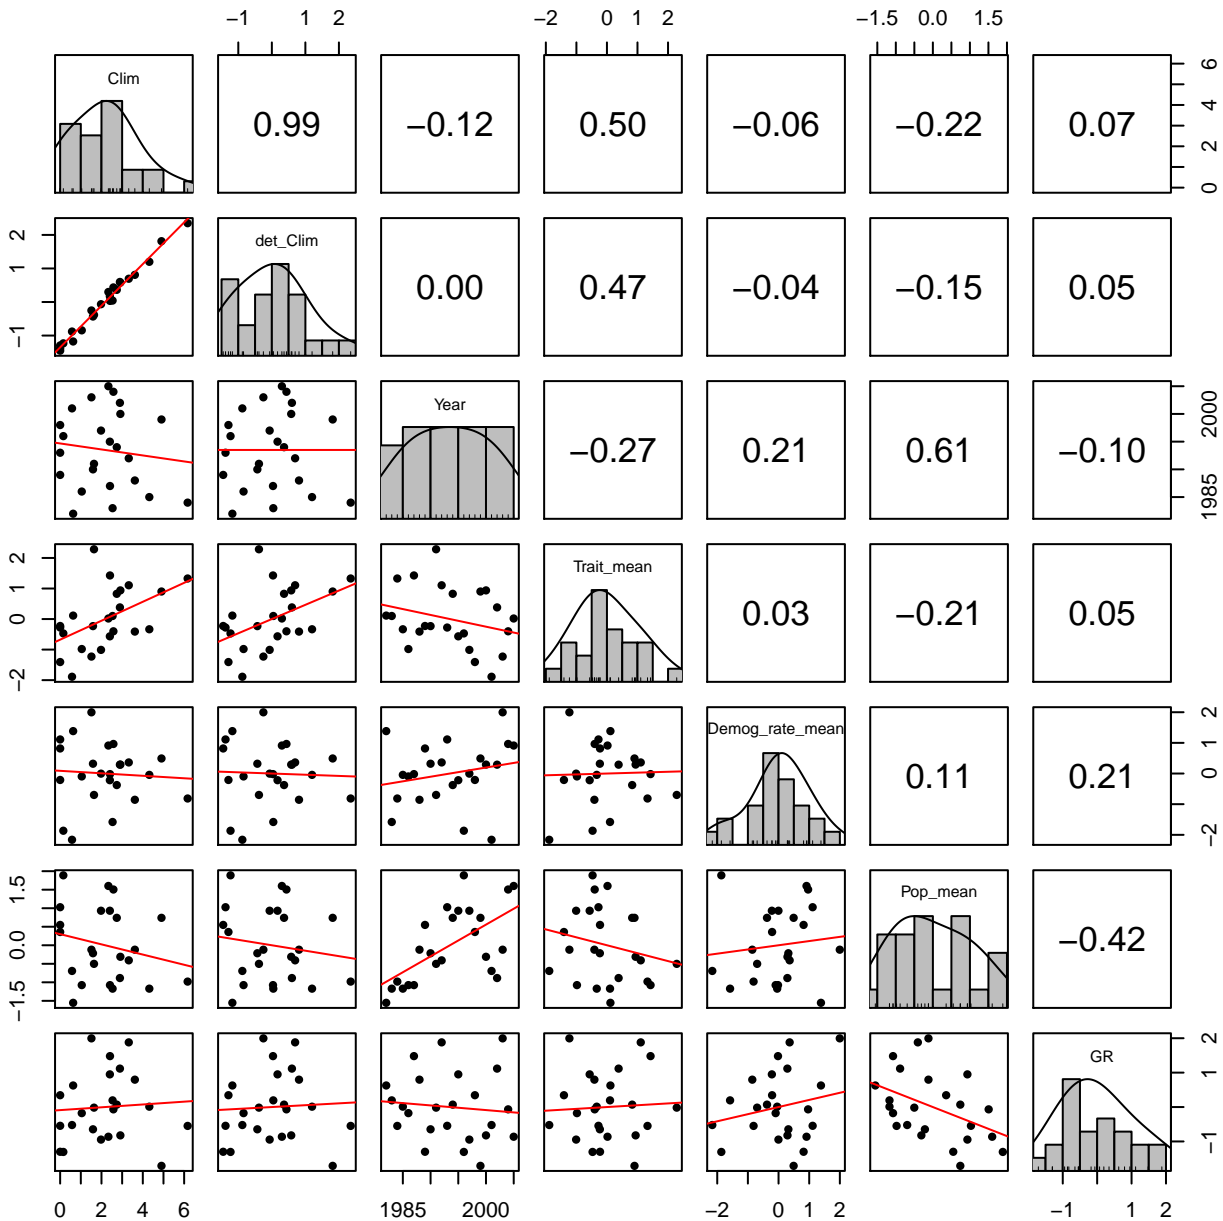 −1 1 2 −2 0 1 2 −1.5 0.0 1.5
Clim 0.99 −0.12 0.50 −0.06 −0.22 0.07 0 2 4 6
−1 1 2 det_Clim 0.00 0.47 −0.04 −0.15 0.05
Year −0.27 0.21 0.61 −0.10 1985 2000
−2 0 1 2 Trait_mean 0.03 −0.21 0.05
Demog_rate_mean 0.11 0.21 −2 0 1 2
−1.5 0.0 1.5 Pop_mean −0.42
GR −1 1 2
0 2 4 6 1985 2000 −2 0 1 2 −1 1 2